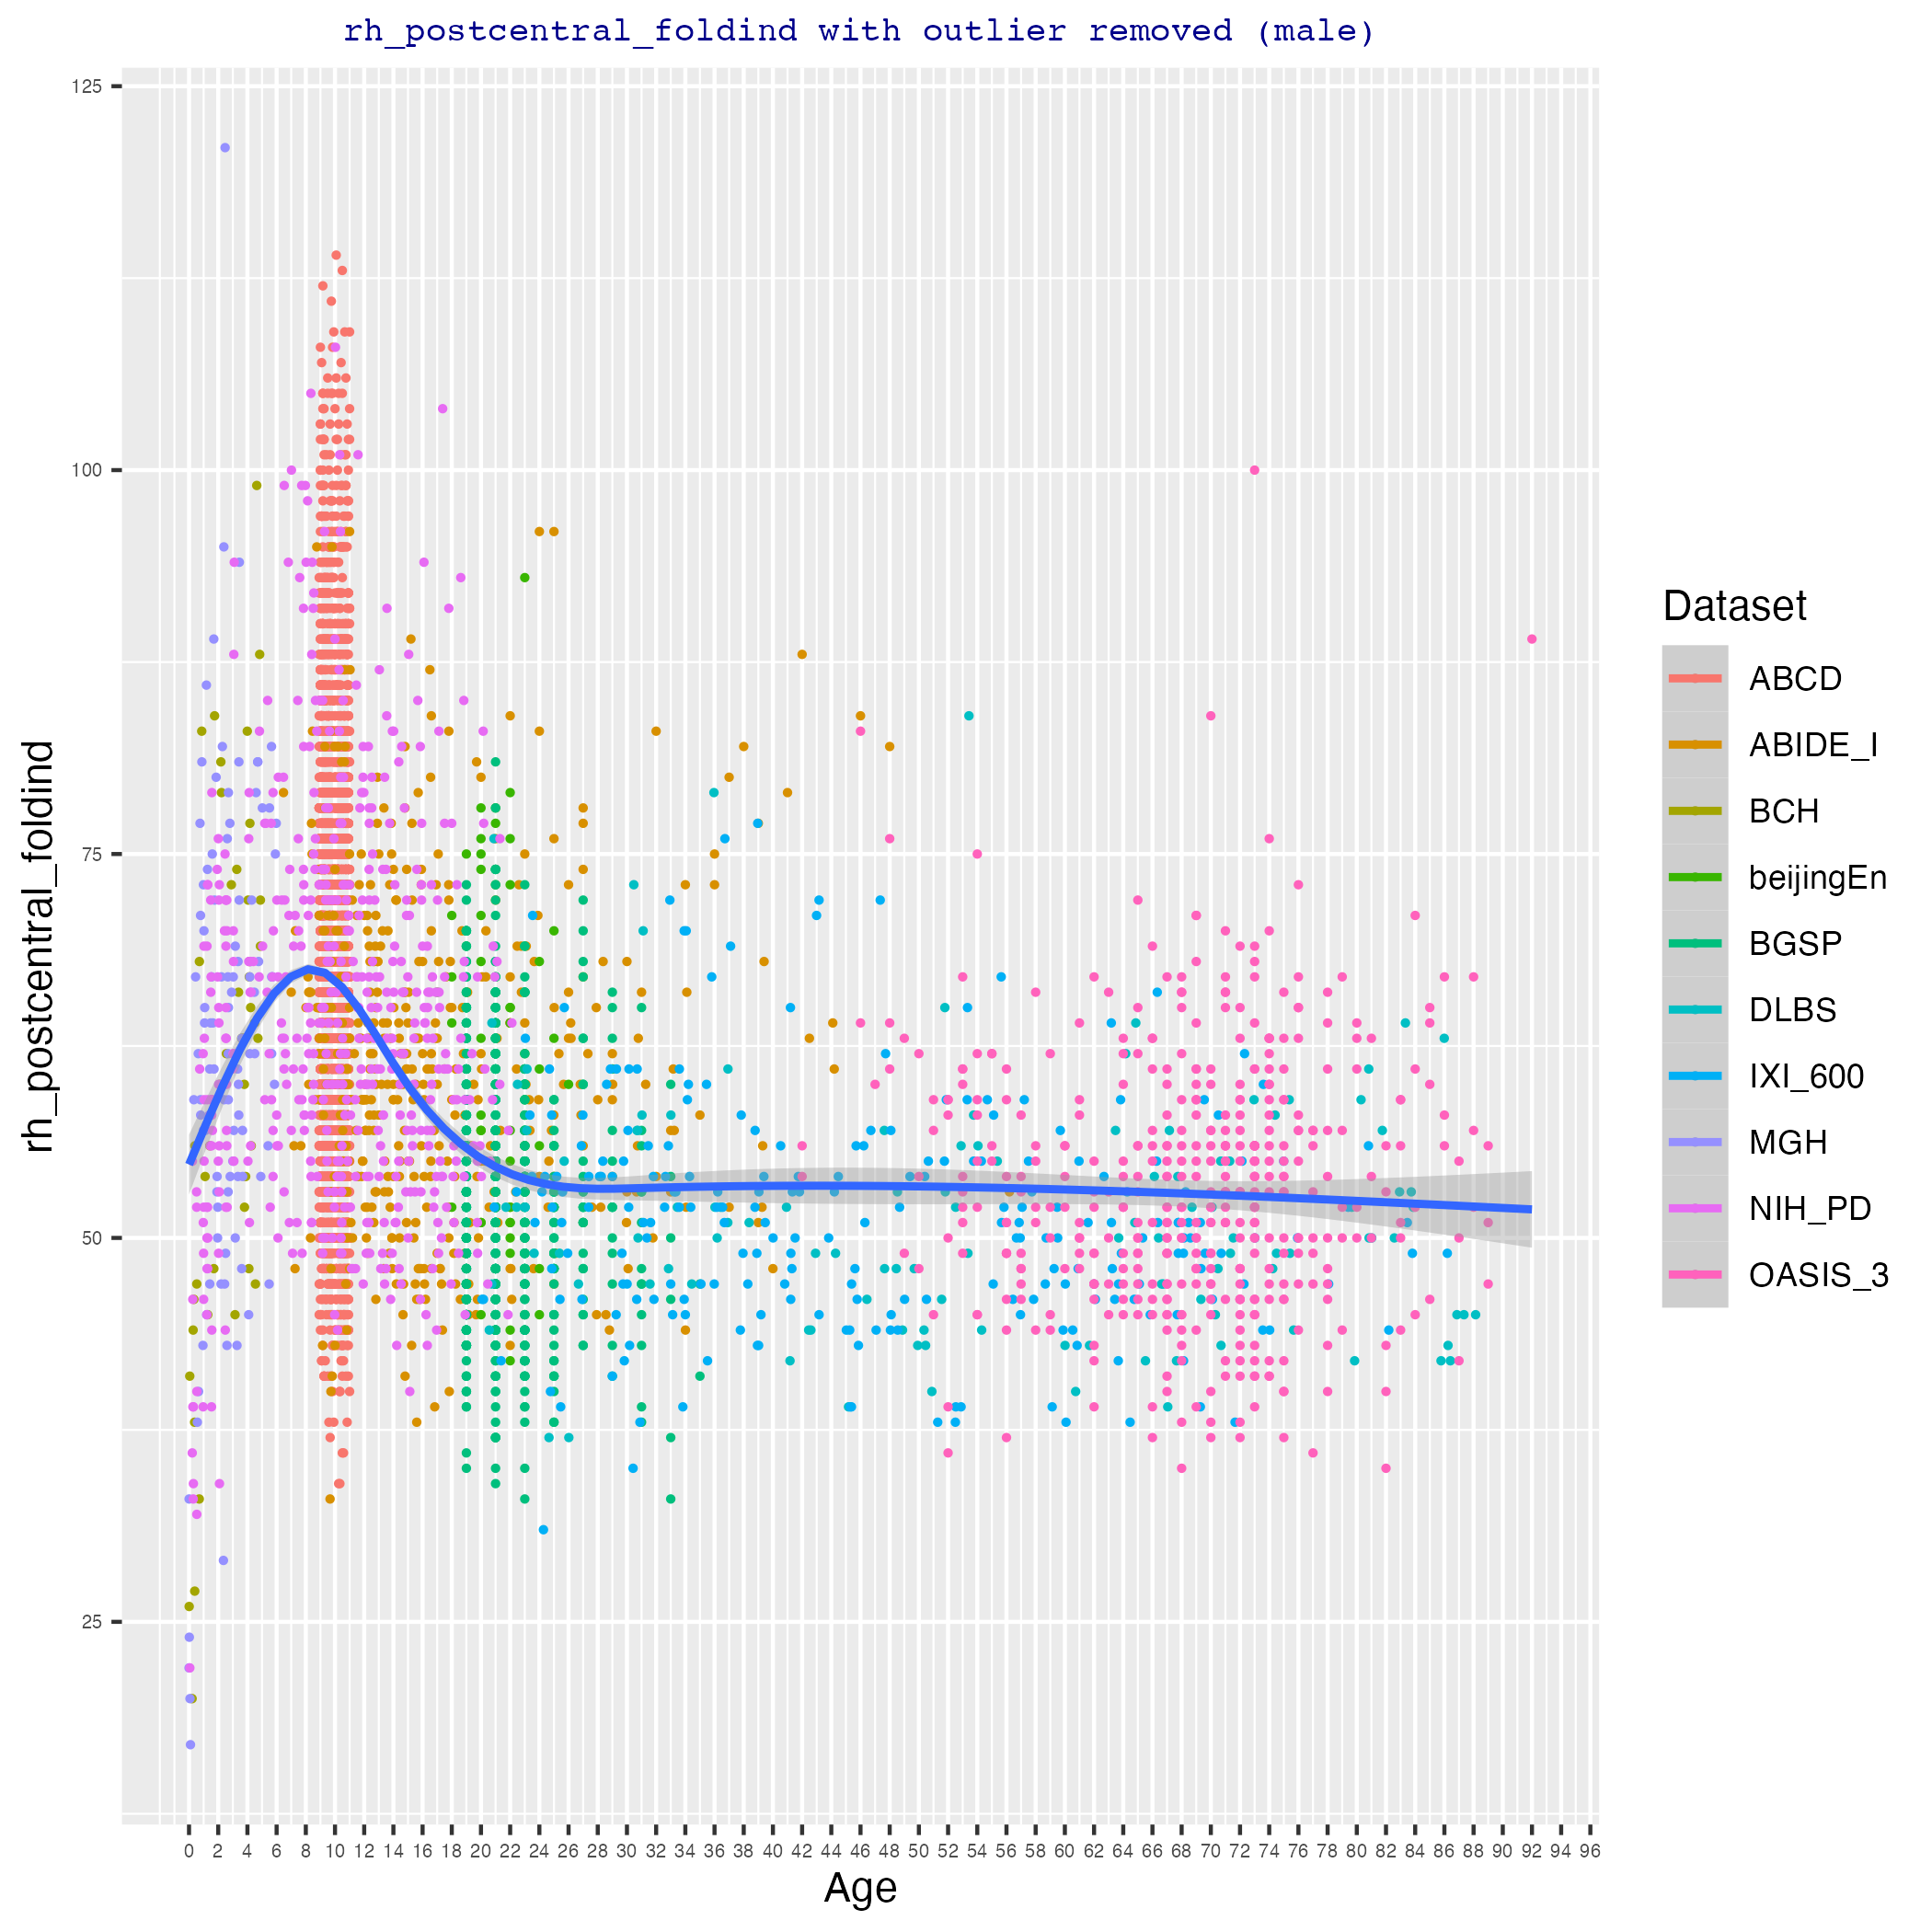 rh_postcentral_foldind with outlier removed (male)
125
100
75
50
25
rh_postcentral_foldind
0 2 4 6 8 10 12 14 16 18 20 22 24 26 28 30 32 34 36 38 40 42 44 46 48 50 52 54 56 58 60 62 64 66 68 70 72 74 76 78 80 82 84 86 88 90 92 94 96
Age
Dataset
ABCD
ABIDE_I
BCH
beijingEn
BGSP
DLBS
IXI_600
MGH
NIH_PD
OASIS_3